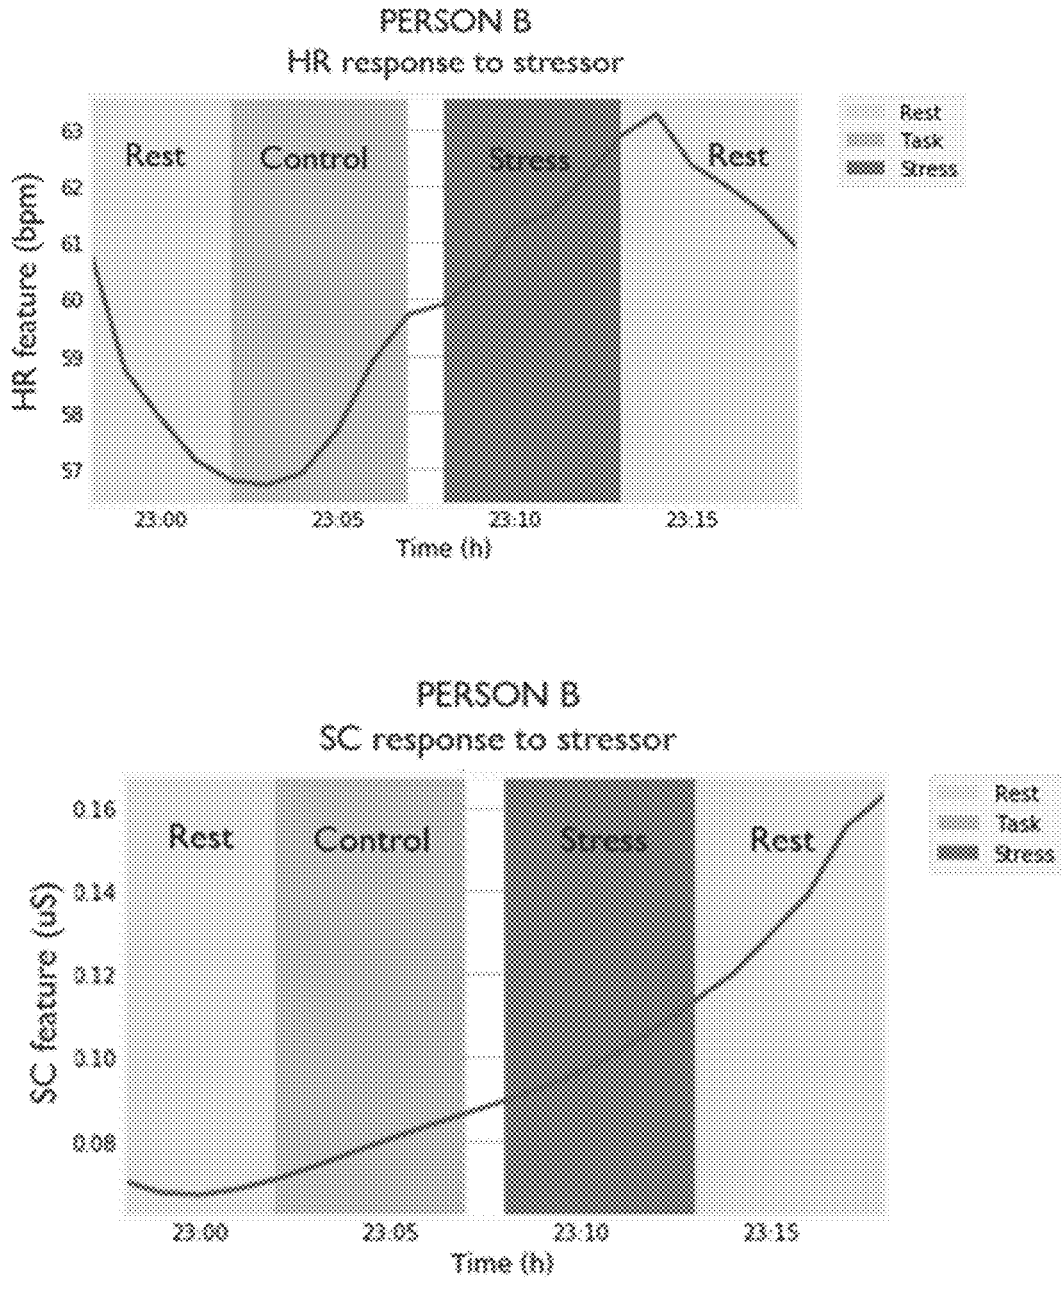 PERSON B
HR response to stressor
Rest Control Stress Rest
Rest
Task
Stress
HR feature (bpm)
63
62
61
60
59
58
57
23:00 23:05 23:10 23:15
Time (h)
PERSON B
SC response to stressor
Rest Control Stress Rest
Rest
Task
Stress
SC feature (uS)
0.16
0.14
0.12
0.10
0.08
23:00 23:05 23:10 23:15
Time (h)